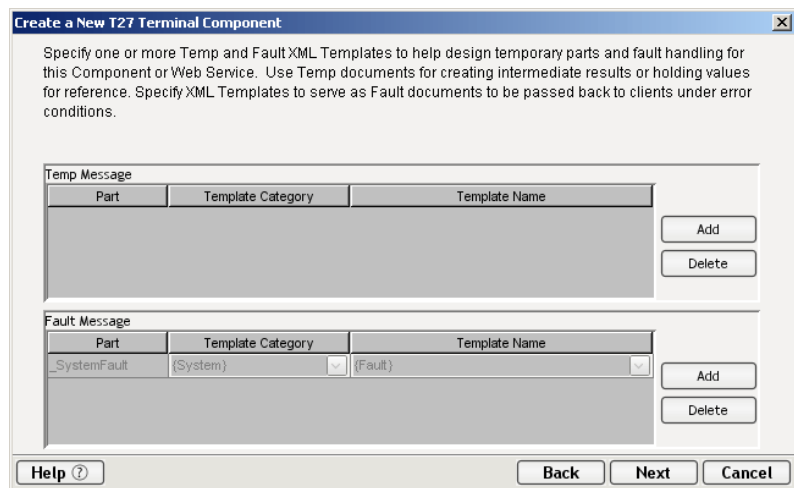 Create a New T27 Terminal Component
Specify one or more Temp and Fault XML Templates to help design temporary parts and fault handling for
this Component or Web Service. Use Temp documents for creating intermediate results or holding values
for reference. Specify XML Templates to serve as Fault documents to be passed back to clients under error
conditions.
Temp Message
Part Template Category Template Name
Add
Delete
Fault Message
Part Template Category Template Name
_SystemFault {System} {Fault}
Add
Delete
Help ? Back Next Cancel